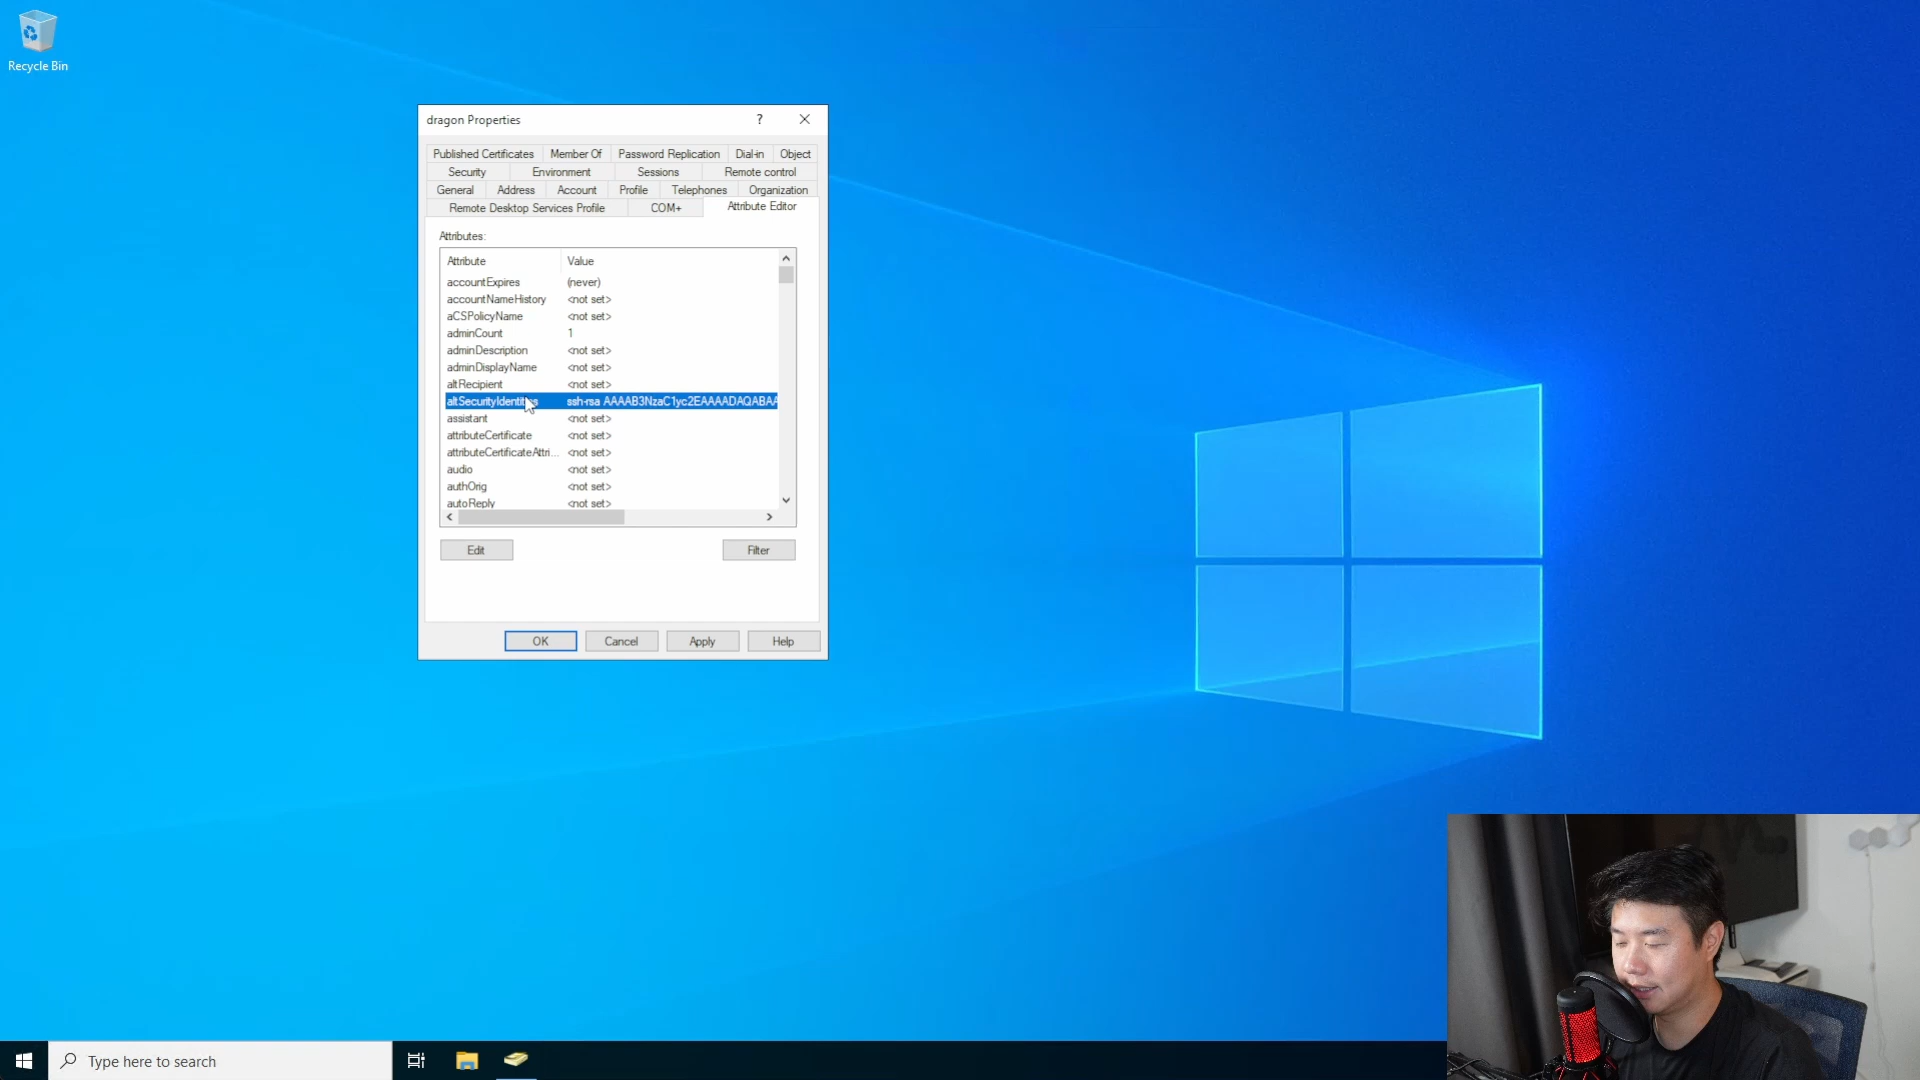 Recycle Bin
dragon Properties
?
Published Certificates Member Of Password Replication Dial-in Object
Security Environment Sessions Remote control
General Address Account Profile Telephones Organization
Remote Desktop Services Profile COM+ Attribute Editor
Attributes:
Attribute Value
accountExpires (never)
accountNameHistory <not set>
aCSPolicyName <not set>
adminCount 1
adminDescription <not set>
adminDisplayName <not set>
altRecipient <not set>
altSecurityIdentities ssh-rsa AAAAB3NzaC1yc2EAAAADAQABAA
assistant <not set>
attributeCertificate <not set>
attributeCertificateAttri... <not set>
audio <not set>
authOrig <not set>
autoReply <not set>
Edit Filter
OK Cancel Apply Help
Type here to search